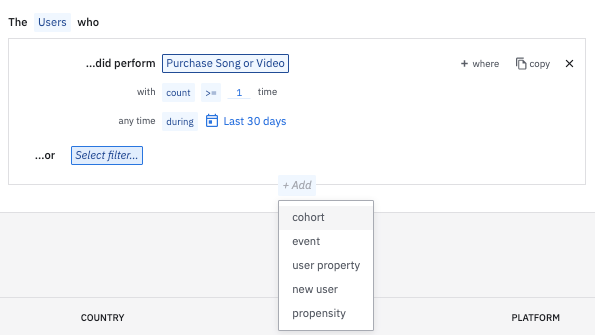 The Users who
...did perform Purchase Song or Video + where copy ×
with count >= 1 time
any time during Last 30 days
...or Select filter...
+ Add
cohort
event
user property
new user
propensity
COUNTRY PLATFORM